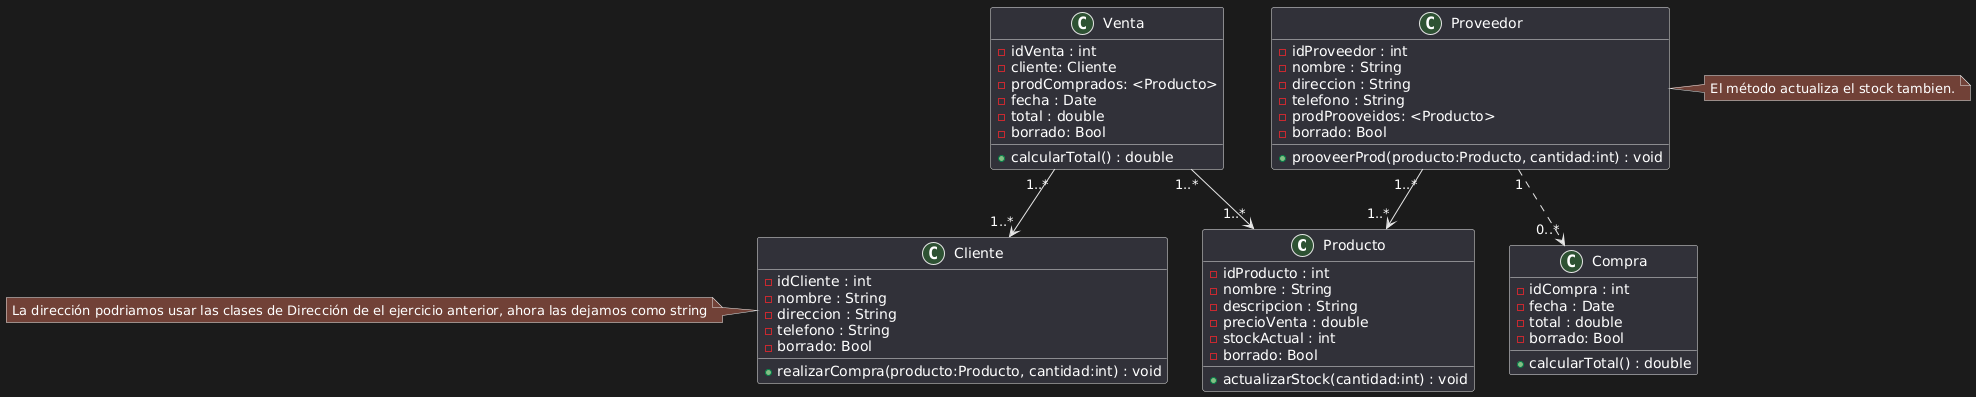 C Venta
idVenta : int
cliente: Cliente
prodComprados: <Producto>
fecha : Date
total : double
borrado: Bool
calcularTotal() : double
C Proveedor
idProveedor : int
nombre : String
direccion : String
telefono : String
prodProoveidos: <Producto>
borrado: Bool
prooveerProd(producto:Producto, cantidad:int) : void
El método actualiza el stock tambien.
1..*
1..*
1..*
1
1..*
1..*
1..*
0..*
La dirección podriamos usar las clases de Dirección de el ejercicio anterior, ahora las dejamos como string
C Cliente
idCliente : int
nombre : String
direccion : String
telefono : String
borrado: Bool
realizarCompra(producto:Producto, cantidad:int) : void
C Producto
idProducto : int
nombre : String
descripcion : String
precioVenta : double
stockActual : int
borrado: Bool
actualizarStock(cantidad:int) : void
C Compra
idCompra : int
fecha : Date
total : double
borrado: Bool
calcularTotal() : double